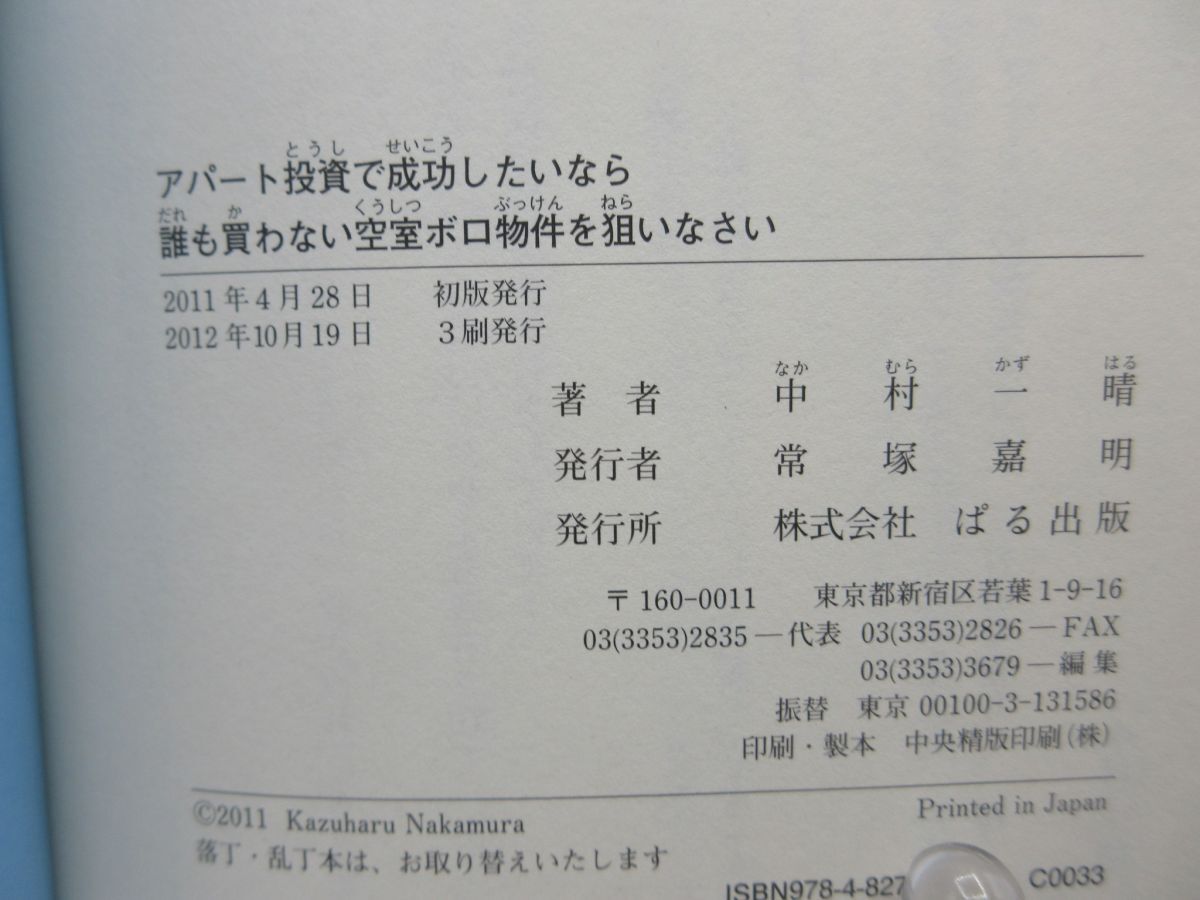 アパート投資で成功したいなら
誰も買わない空室ボロ物件を狙いなさい
2011年4月28日 初版発行
2012年10月19日 3刷発行
著者 中村一晴
発行者 常塚嘉明
発行所 株式会社 ぱる出版
〒160-0011 東京都新宿区若葉1-9-16
03(3353)2835―代表 03(3353)2826―FAX
03(3353)3679―編集
振替 東京 00100-3-131586
印刷・製本 中央精版印刷(株)
©2011 Kazuharu Nakamura Printed in Japan
落丁・乱丁本は、お取り替えいたします
ISBN978-4-827 C0033